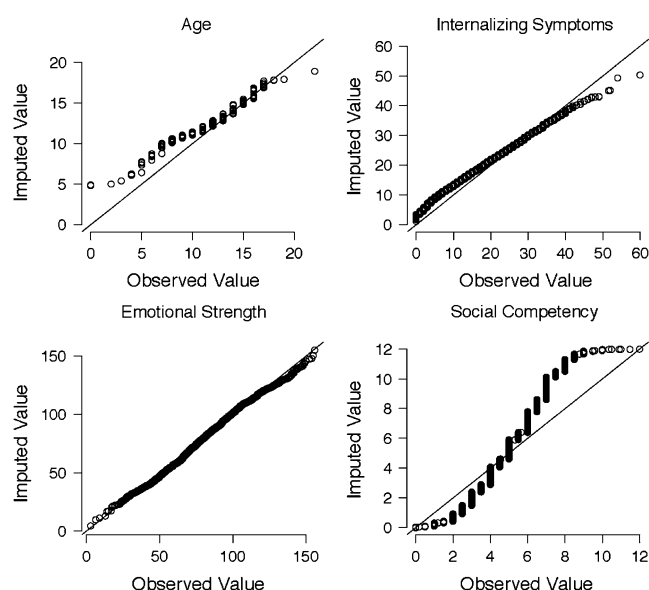 Age
Internalizing Symptoms
20
15
10
5
0
Imputed Value
0 5 10 15 20
Observed Value
60
50
40
30
20
10
0
Imputed Value
0 10 20 30 40 50 60
Observed Value
Emotional Strength
Social Competency
150
100
50
0
Imputed Value
0 50 100 150
Observed Value
12
10
8
6
4
2
0
Imputed Value
0 2 4 6 8 10 12
Observed Value